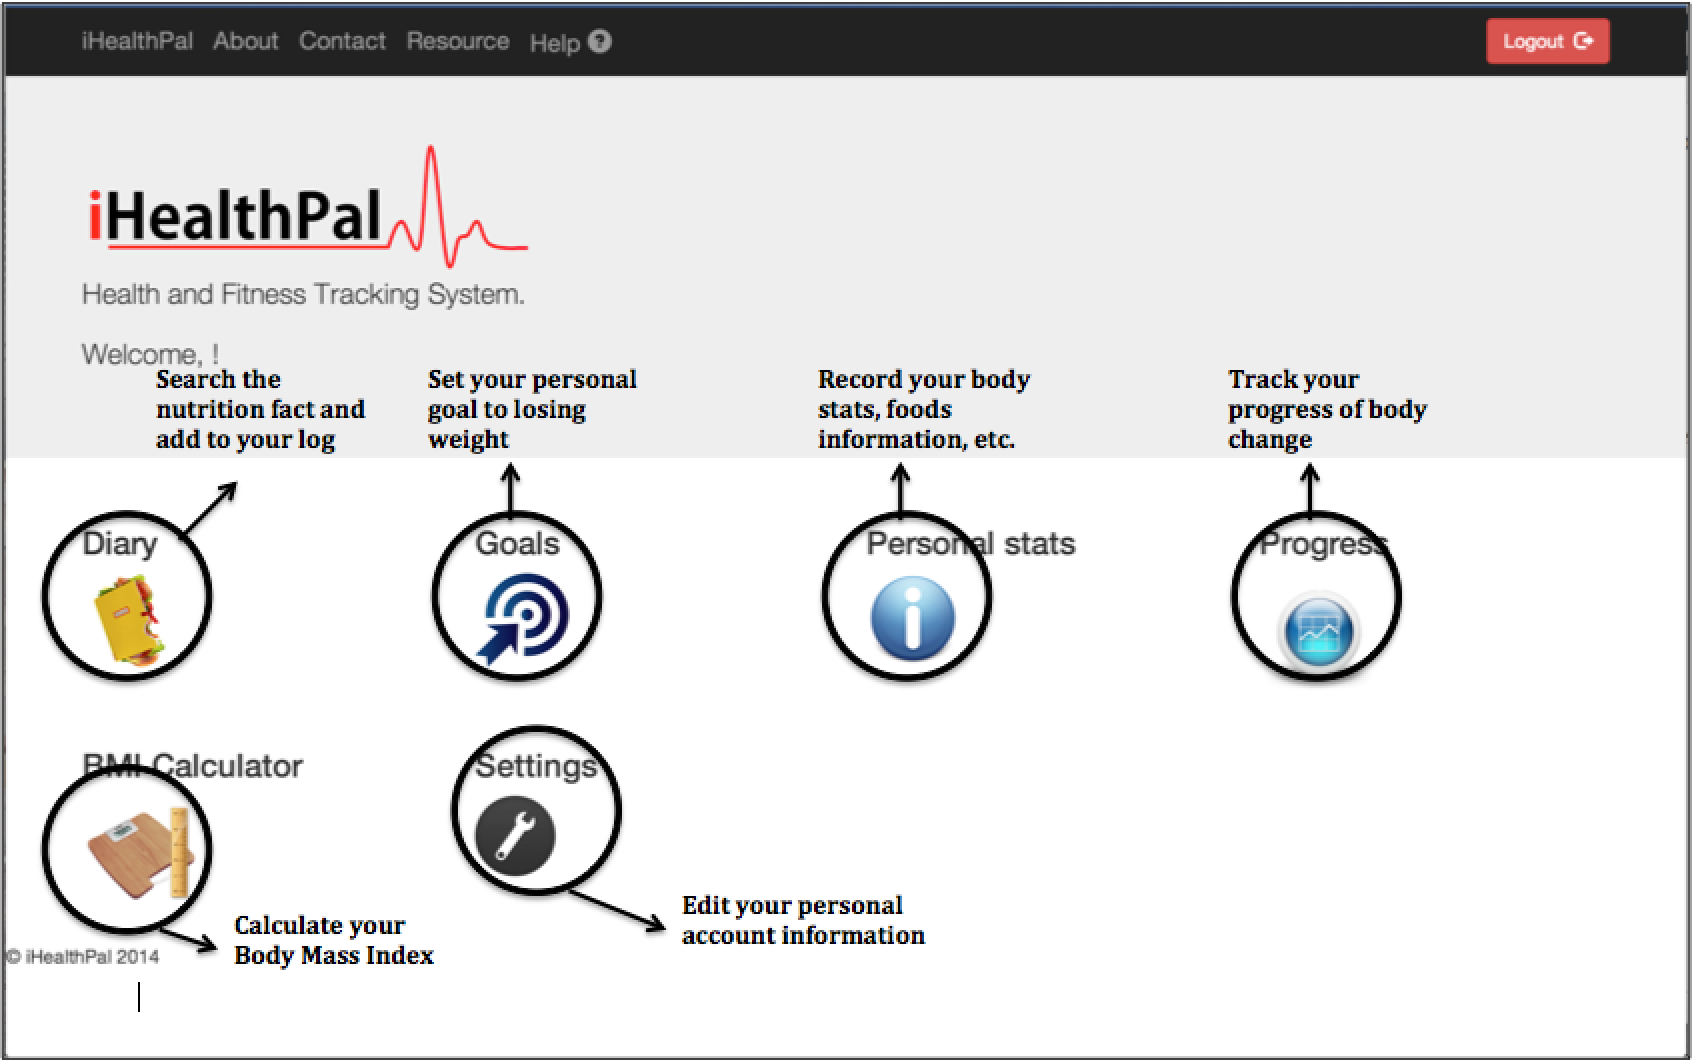 iHealthPal About Contact Resource Help ?
Logout
iHealthPal
Health and Fitness Tracking System.
Welcome, !
Search the
nutrition fact and
add to your log
Set your personal
goal to losing
weight
Record your body
stats, foods
information, etc.
Track your
progress of body
change
Diary
Goals
Personal stats
Progress
BMI Calculator
Settings
Calculate your
Body Mass Index
Edit your personal
account information
© iHealthPal 2014